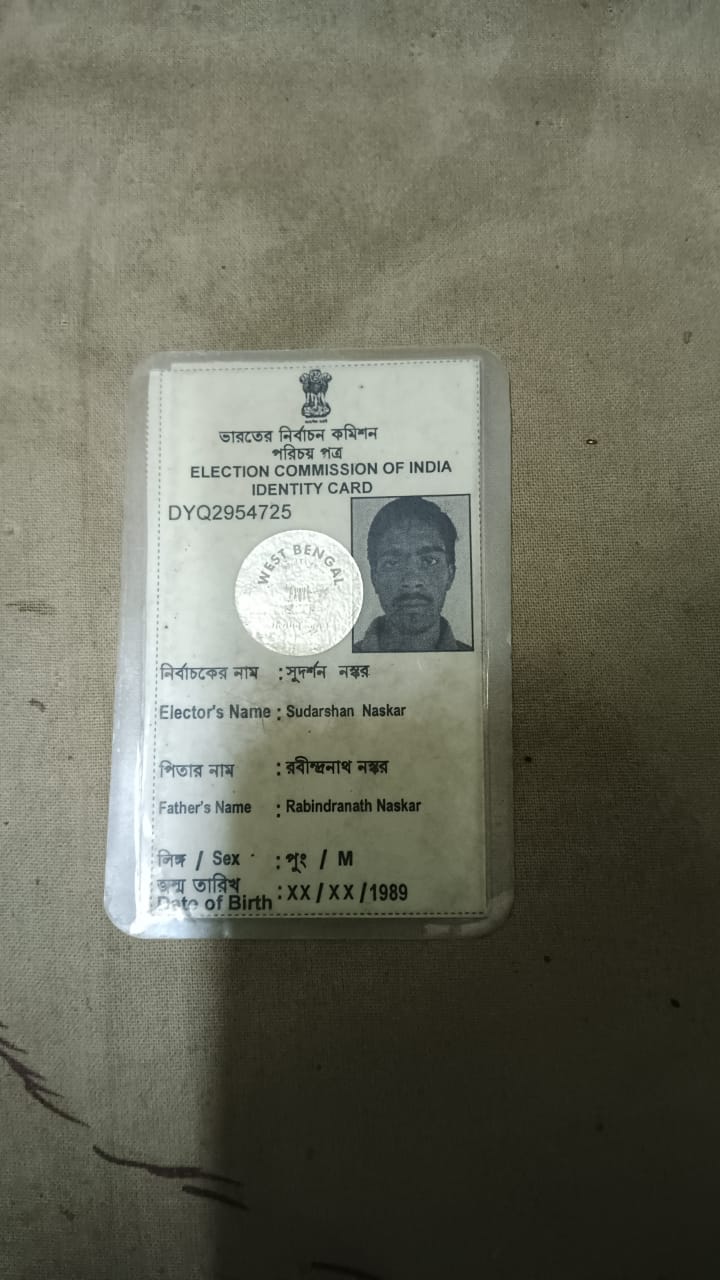 ভারতের নির্বাচন কমিশন
পরিচয় পত্র
ELECTION COMMISSION OF INDIA
IDENTITY CARD
DYQ2954725
WEST BENGAL
নির্বাচকের নাম : সুদর্শন নস্কর
Elector's Name : Sudarshan Naskar
পিতার নাম : রবীন্দ্রনাথ নস্কর
Father's Name : Rabindranath Naskar
লিঙ্গ / Sex : পুং / M
জন্ম তারিখ
Date of Birth : XX / XX / 1989